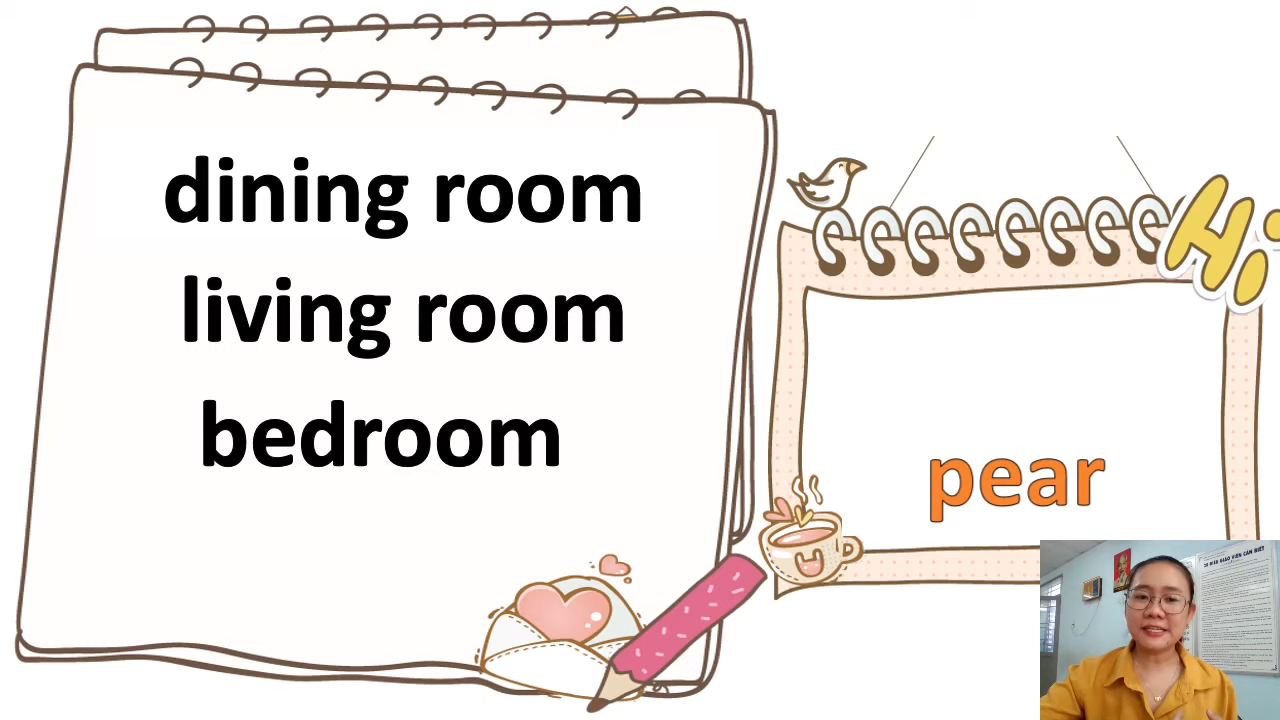 dining room
living room
bedroom
Hi
pear